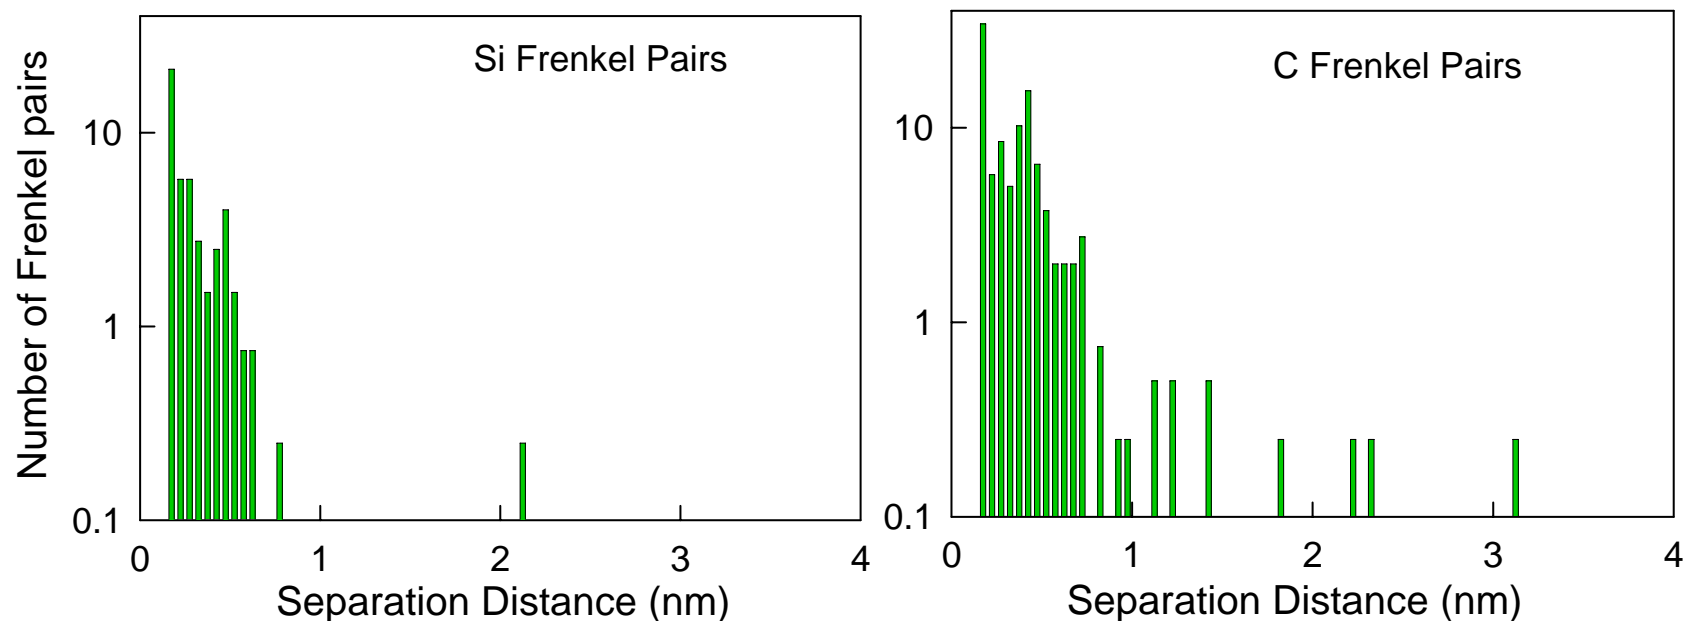 Number of Frenkel pairs
Si Frenkel Pairs
10
1
0.1
0 1 2 3 4
Separation Distance (nm)
C Frenkel Pairs
10
1
0.1
0 1 2 3 4
Separation Distance (nm)